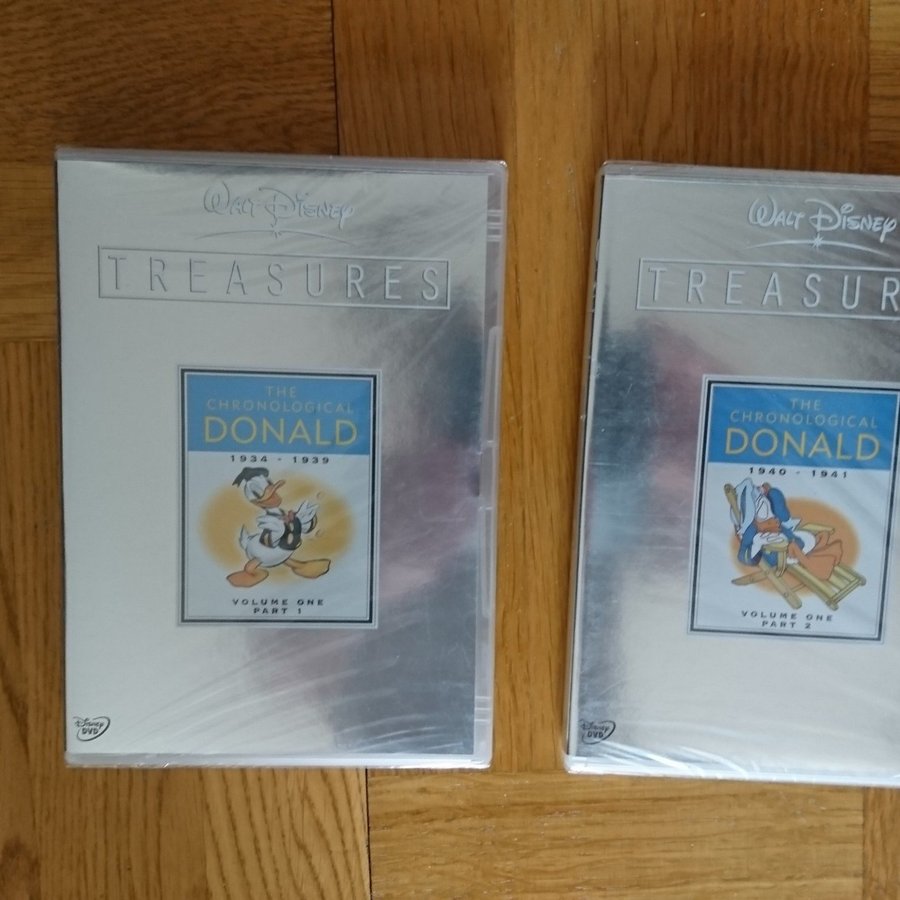 WALT DISNEY
TREASURES
THE
CHRONOLOGICAL
DONALD
1934 - 1939
VOLUME ONE
PART 1
Disney
DVD
WALT DISNEY
TREASUR
THE
CHRONOLOGICAL
DONALD
1940 - 1941
VOLUME ONE
PART 2
Disney
DVD